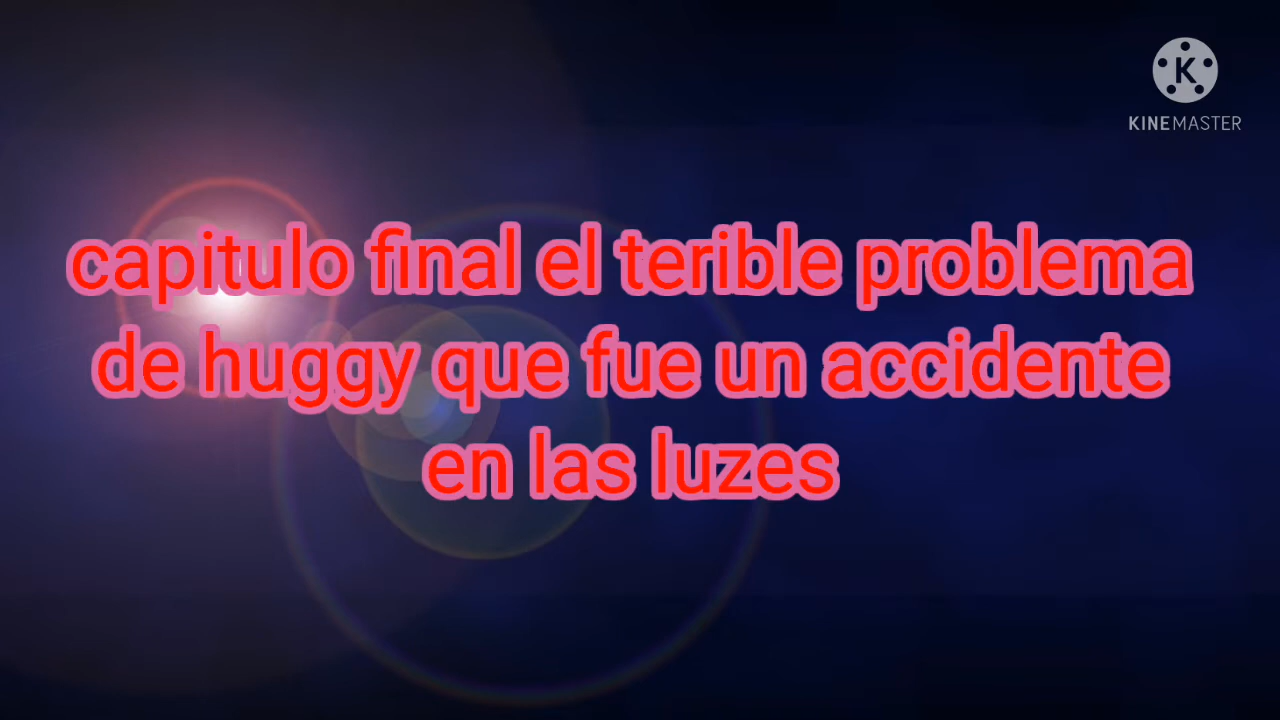 K
KINEMASTER
capitulo final el terible problema
de huggy que fue un accidente
en las luzes